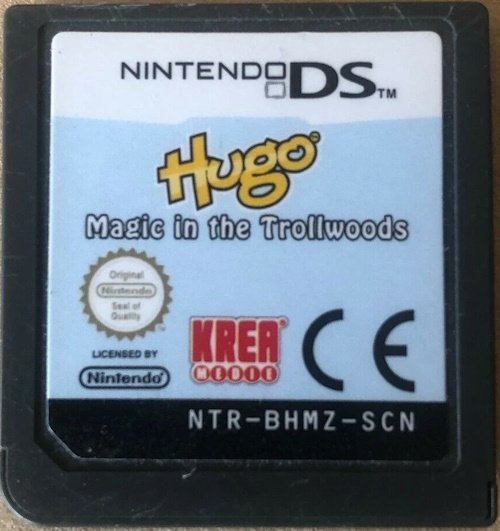 NINTENDO DS™
Hugo®
Magic in the Trollwoods
Original
Nintendo
Seal of
Quality
LICENSED BY
Nintendo®
KREA®
MEDIE
CE
NTR-BHMZ-SCN